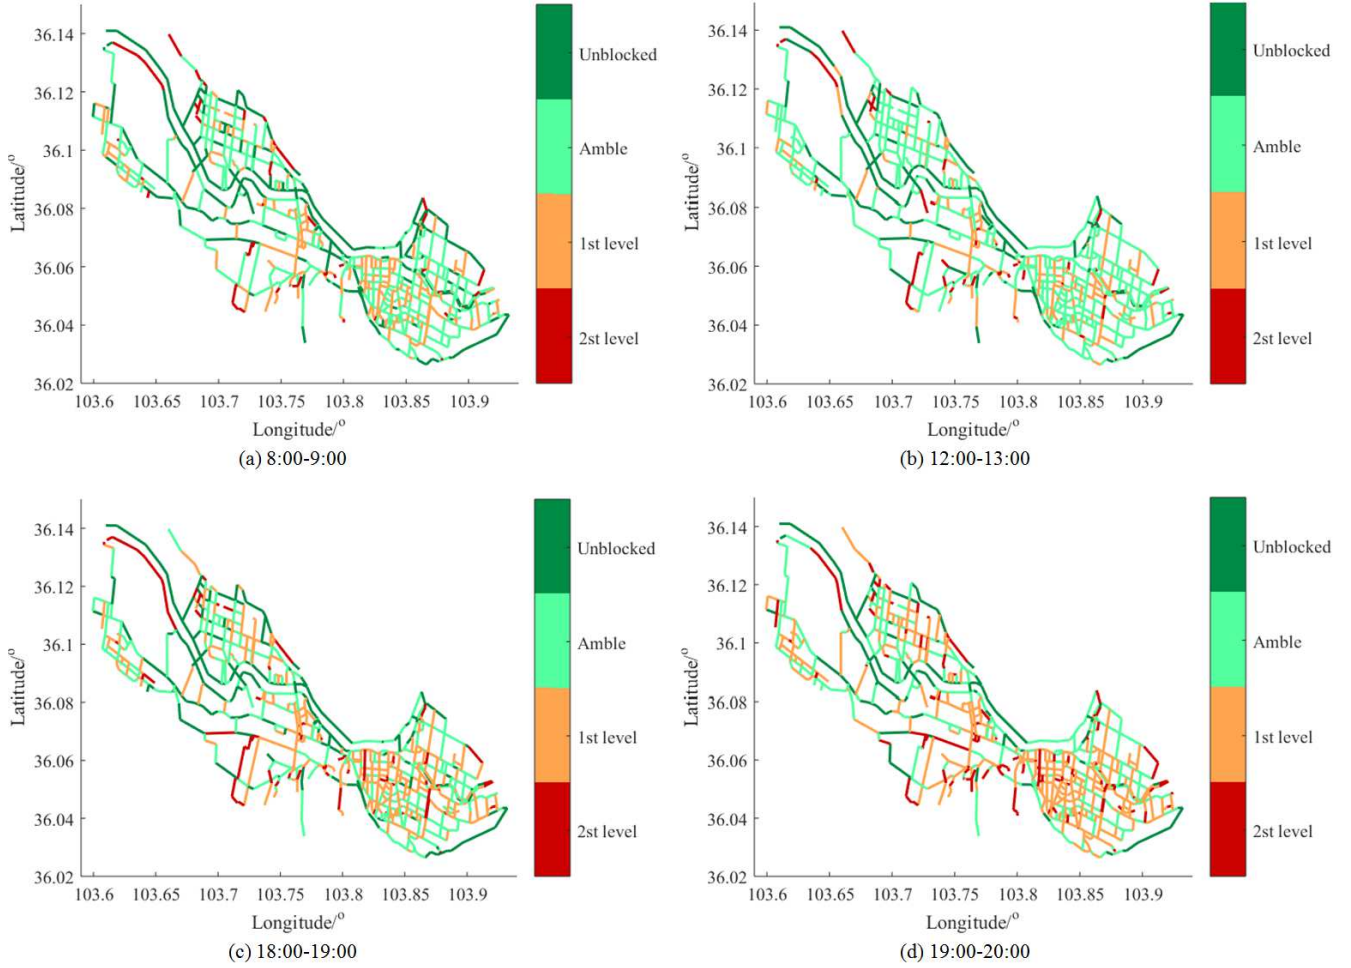 36.14
36.12
36.1
36.08
36.06
36.04
36.02
Latitude/o
103.6 103.65 103.7 103.75 103.8 103.85 103.9
Longitude/o
Unblocked
Amble
1st level
2st level
(a) 8:00-9:00
36.14
36.12
36.1
36.08
36.06
36.04
36.02
Latitude/o
103.6 103.65 103.7 103.75 103.8 103.85 103.9
Longitude/o
Unblocked
Amble
1st level
2st level
(b) 12:00-13:00
36.14
36.12
36.1
36.08
36.06
36.04
36.02
Latitude/o
103.6 103.65 103.7 103.75 103.8 103.85 103.9
Longitude/o
Unblocked
Amble
1st level
2st level
(c) 18:00-19:00
36.14
36.12
36.1
36.08
36.06
36.04
36.02
Latitude/o
103.6 103.65 103.7 103.75 103.8 103.85 103.9
Longitude/o
Unblocked
Amble
1st level
2st level
(d) 19:00-20:00